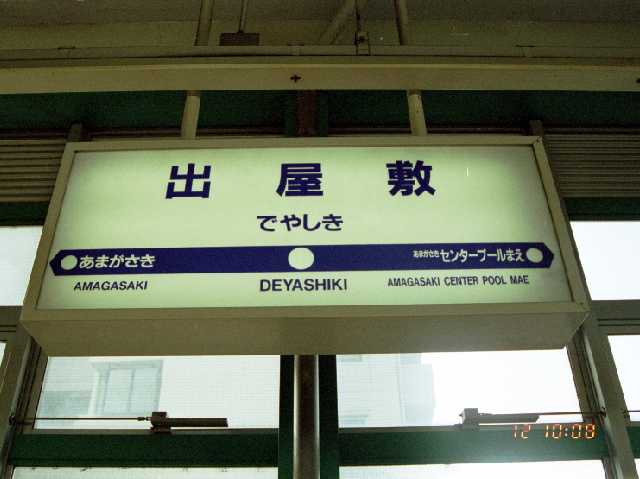 出屋敷
でやしき
あまがさき
あまがさきセンタープールまえ
AMAGASAKI
DEYASHIKI
AMAGASAKI CENTER POOL MAE
12 10:08